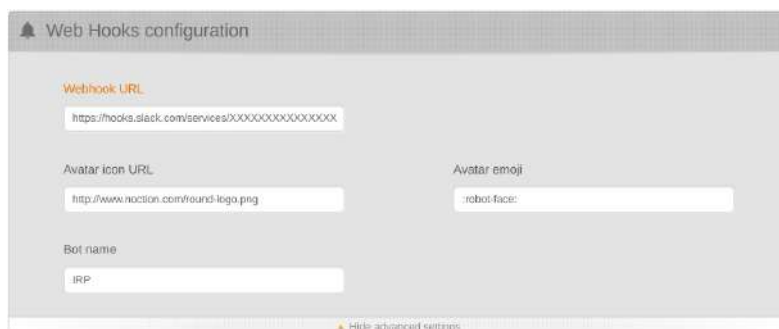 Web Hooks configuration
Webhook URL
https://hooks.slack.com/services/XXXXXXXXXXXXXXX
Avatar icon URL
Avatar emoji
http://www.noction.com/round-logo.png
:robot-face:
Bot name
IRP
Hide advanced settings